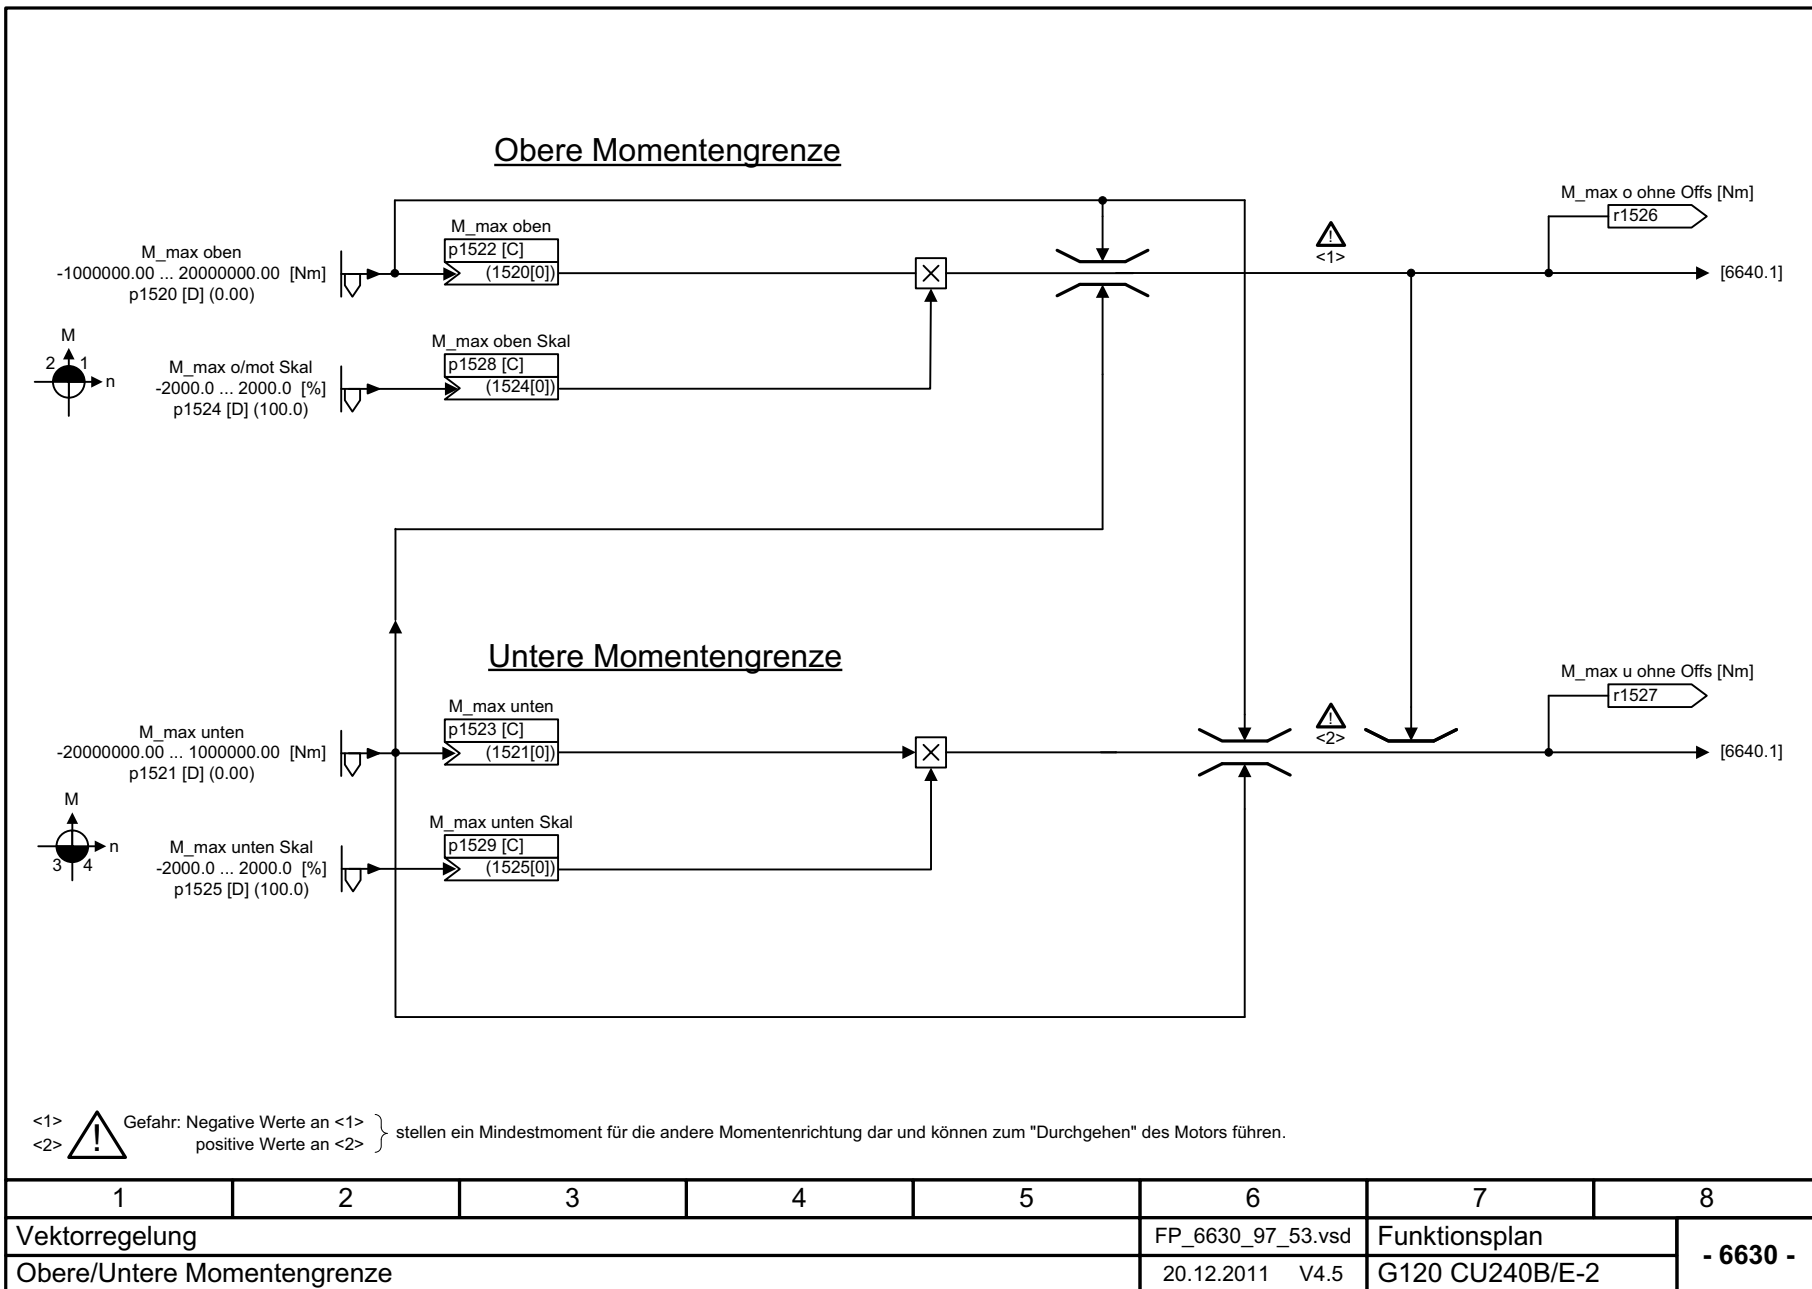 Obere Momentengrenze
M_max o ohne Offs [Nm]
r1526
M_max oben
-1000000.00 ... 20000000.00 [Nm]
p1520 [D] (0.00)
M_max oben
p1522 [C]
(1520[0])
<1>
[6640.1]
M
2 1
n
M_max o/mot Skal
-2000.0 ... 2000.0 [%]
p1524 [D] (100.0)
M_max oben Skal
p1528 [C]
(1524[0])
Untere Momentengrenze
M_max u ohne Offs [Nm]
r1527
M_max unten
-20000000.00 ... 1000000.00 [Nm]
p1521 [D] (0.00)
M_max unten
p1523 [C]
(1521[0])
<2>
[6640.1]
M
n
3 4
M_max unten Skal
-2000.0 ... 2000.0 [%]
p1525 [D] (100.0)
M_max unten Skal
p1529 [C]
(1525[0])
<1> Gefahr: Negative Werte an <1>
<2> positive Werte an <2>
stellen ein Mindestmoment für die andere Momentenrichtung dar und können zum "Durchgehen" des Motors führen.
1 2 3 4 5 6 7 8
Vektorregelung FP_6630_97_53.vsd Funktionsplan
- 6630 -
Obere/Untere Momentengrenze 20.12.2011 V4.5 G120 CU240B/E-2